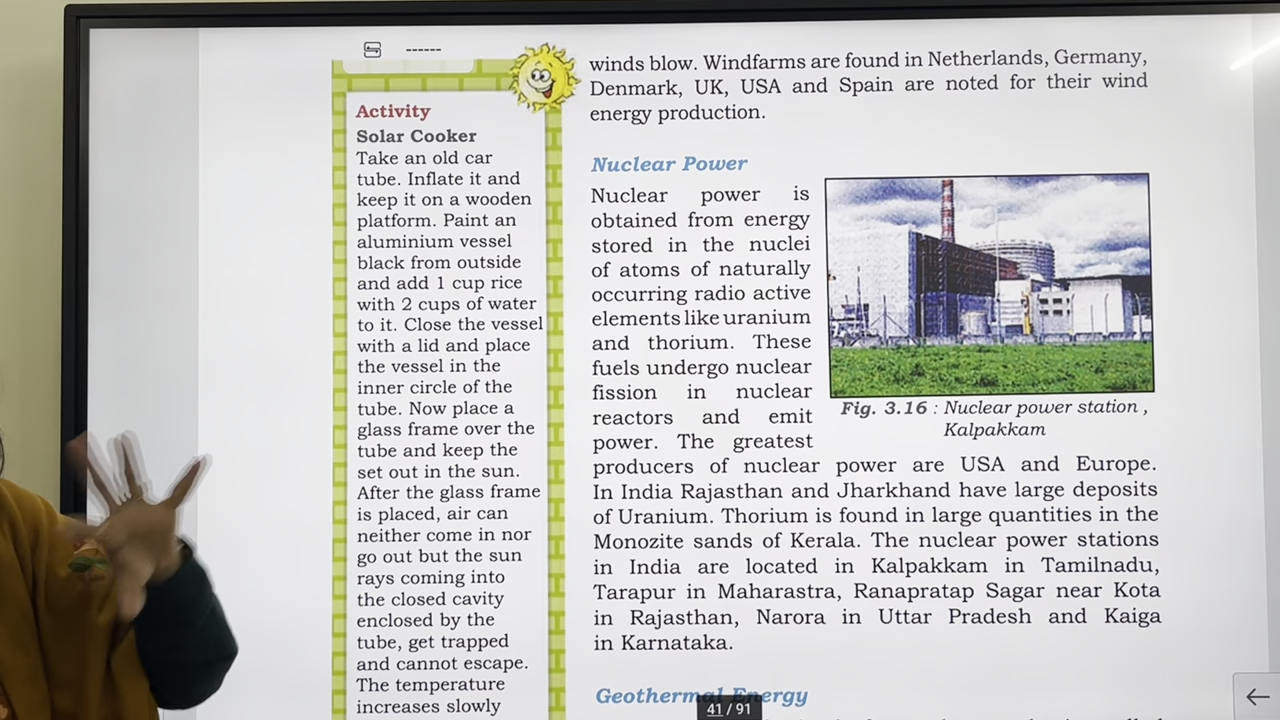 ------
Activity
Solar Cooker
Take an old car
tube. Inflate it and
keep it on a wooden
platform. Paint an
aluminium vessel
black from outside
and add 1 cup rice
with 2 cups of water
to it. Close the vessel
with a lid and place
the vessel in the
inner circle of the
tube. Now place a
glass frame over the
tube and keep the
set out in the sun.
After the glass frame
is placed, air can
neither come in nor
go out but the sun
rays coming into
the closed cavity
enclosed by the
tube, get trapped
and cannot escape.
The temperature
increases slowly
winds blow. Windfarms are found in Netherlands, Germany,
Denmark, UK, USA and Spain are noted for their wind
energy production.
Nuclear Power
Nuclear power is
obtained from energy
stored in the nuclei
of atoms of naturally
occurring radio active
elements like uranium
and thorium. These
fuels undergo nuclear
fission in nuclear
reactors and emit
power. The greatest
producers of nuclear power are USA and Europe.
In India Rajasthan and Jharkhand have large deposits
of Uranium. Thorium is found in large quantities in the
Monozite sands of Kerala. The nuclear power stations
in India are located in Kalpakkam in Tamilnadu,
Tarapur in Maharastra, Ranapratap Sagar near Kota
in Rajasthan, Narora in Uttar Pradesh and Kaiga
in Karnataka.
Fig. 3.16 : Nuclear power station ,
Kalpakkam
Geothermal Energy
41 / 91